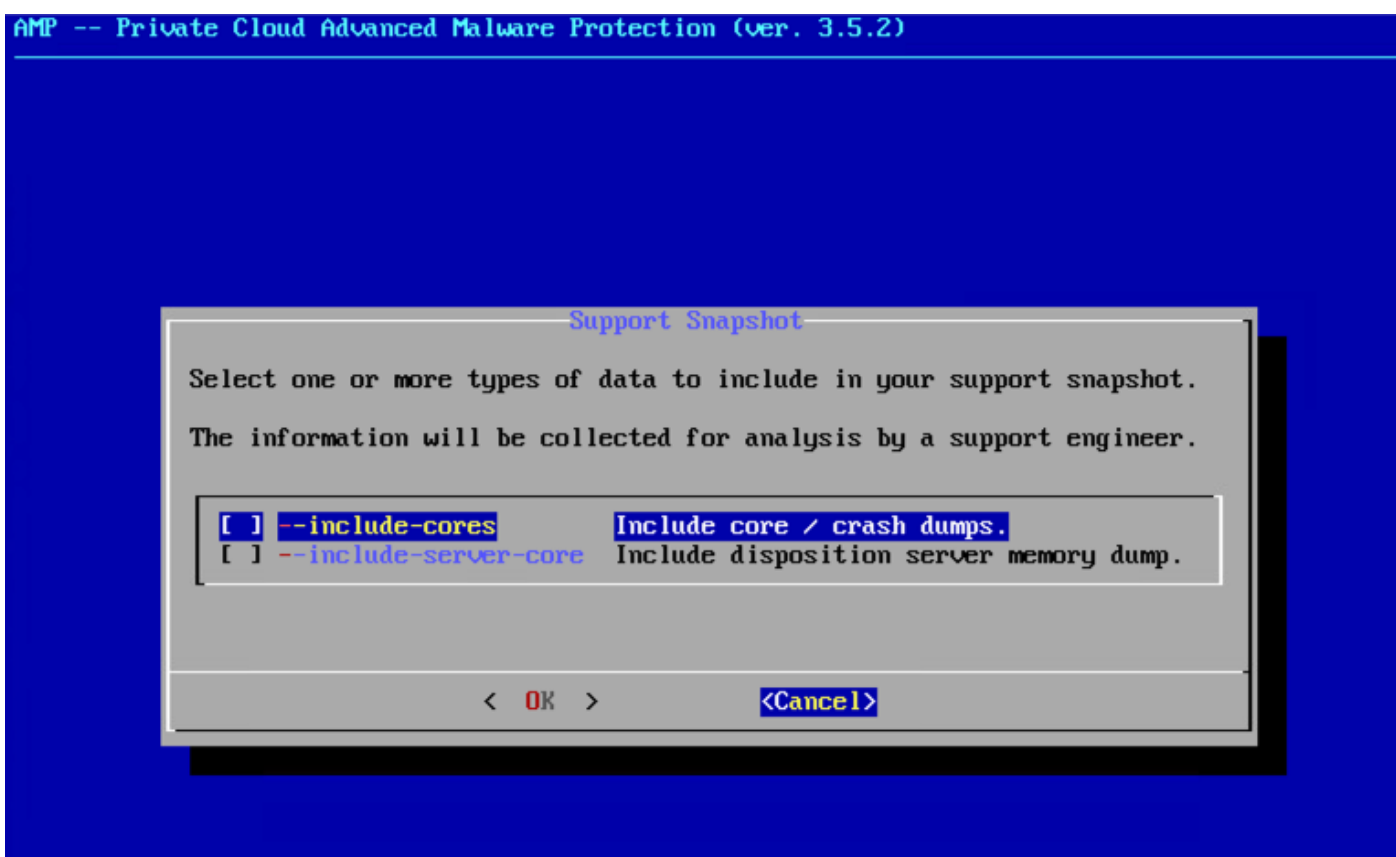 AMP -- Private Cloud Advanced Malware Protection (ver. 3.5.2)
Support Snapshot
Select one or more types of data to include in your support snapshot.
The information will be collected for analysis by a support engineer.
[ ] --include-cores Include core / crash dumps.
[ ] --include-server-core Include disposition server memory dump.
< OK > <Cancel>